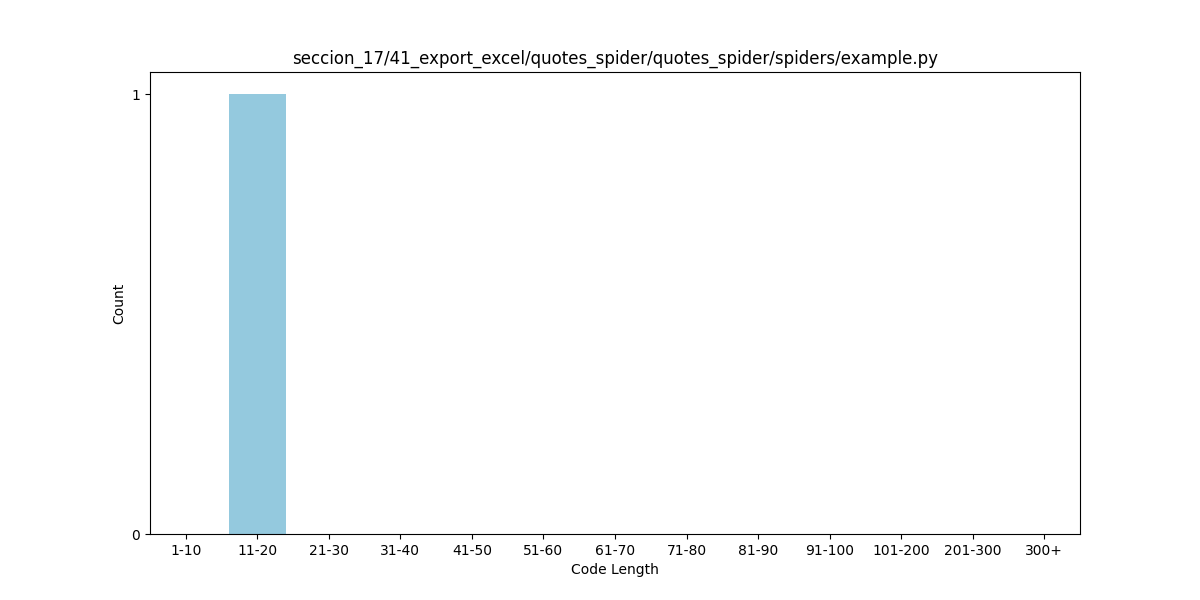 seccion_17/41_export_excel/quotes_spider/quotes_spider/spiders/example.py
1
Count
0
1-10 11-20 21-30 31-40 41-50 51-60 61-70 71-80 81-90 91-100 101-200 201-300 300+
Code Length